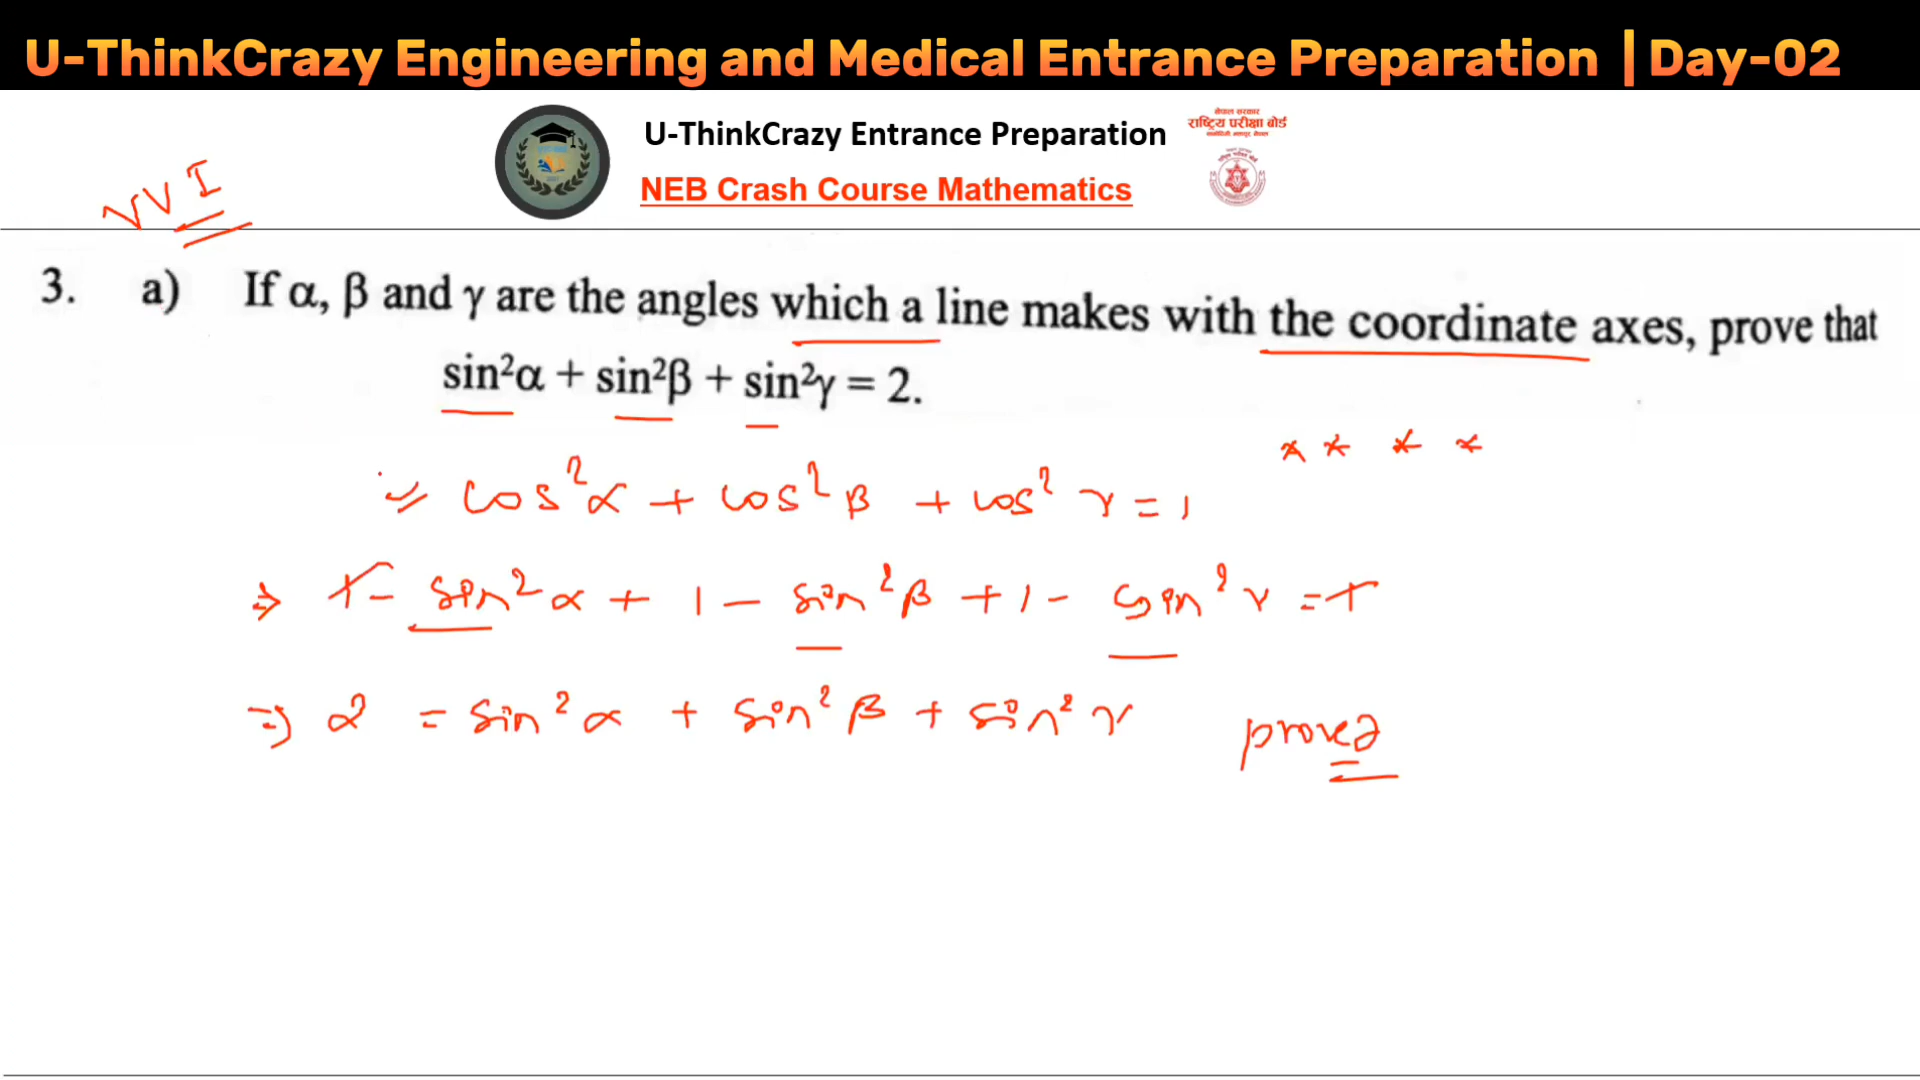 U-ThinkCrazy Engineering and Medical Entrance Preparation | Day-02
U-ThinkCrazy Entrance Preparation
राष्ट्रिय परीक्षा बोर्ड
NEB Crash Course Mathematics
VVI
3. a) If α, β and γ are the angles which a line makes with the coordinate axes, prove that
sin²α + sin²β + sin²γ = 2.
* * * *
⇒ cos²α + cos²β + cos²γ = 1
⇒ 1 - sin²α + 1 - sin²β + 1 - sin²γ = 1
⇒ 2 = sin²α + sin²β + sin²γ proved